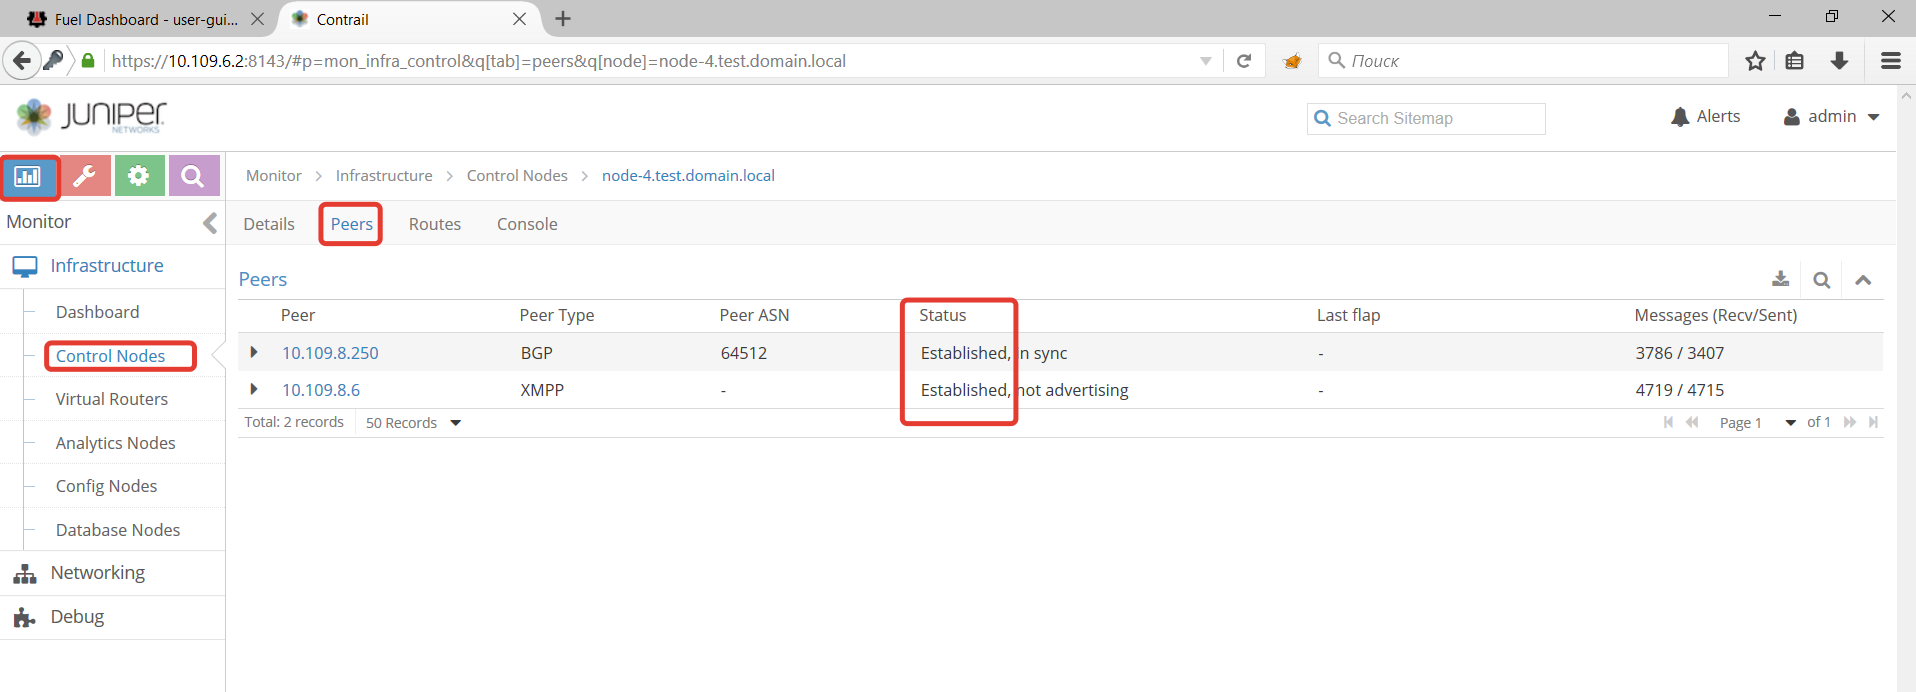 Fuel Dashboard - user-gui...
Contrail
https://10.109.6.2:8143/#p=mon_infra_control&q[tab]=peers&q[node]=node-4.test.domain.local
Поиск
JUNIPER
NETWORKS
Search Sitemap
Alerts
admin
Monitor
Infrastructure
Control Nodes
node-4.test.domain.local
Monitor
Details
Peers
Routes
Console
Infrastructure
Dashboard
Control Nodes
Virtual Routers
Analytics Nodes
Config Nodes
Database Nodes
Networking
Debug
Peers
Peer Peer Type Peer ASN Status Last flap Messages (Recv/Sent)
10.109.8.250 BGP 64512 Established, in sync - 3786 / 3407
10.109.8.6 XMPP - Established, not advertising - 4719 / 4715
Total: 2 records 50 Records Page 1 of 1